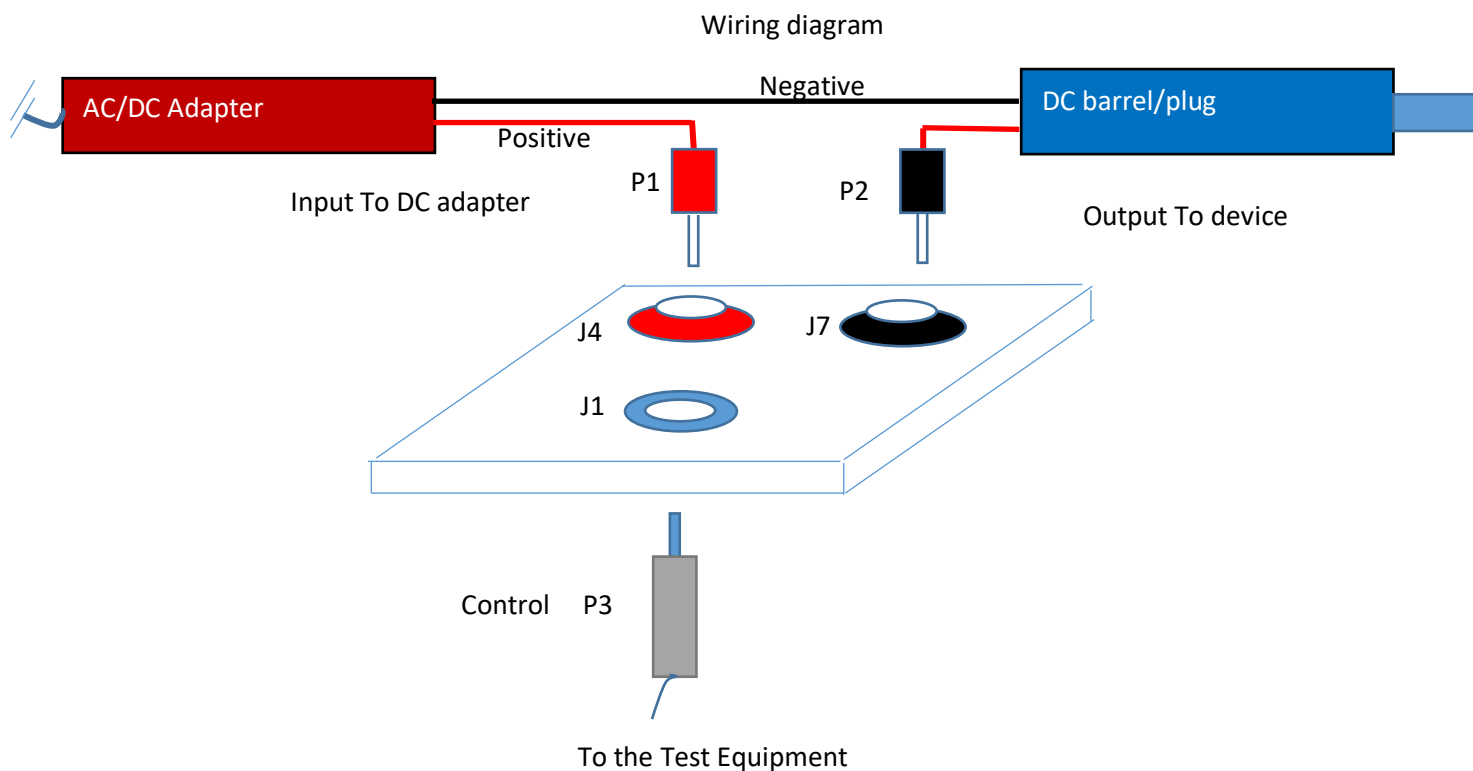 Wiring diagram
AC/DC Adapter
Negative
DC barrel/plug
Positive
P1
P2
Input To DC adapter
Output To device
J4
J7
J1
Control P3
To the Test Equipment